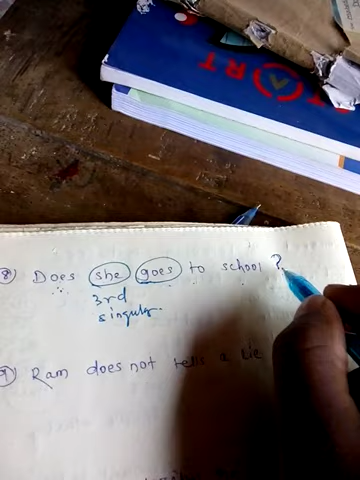 8) Does she goes to school ?
3rd
singular.
9) Ram does not tells a lie